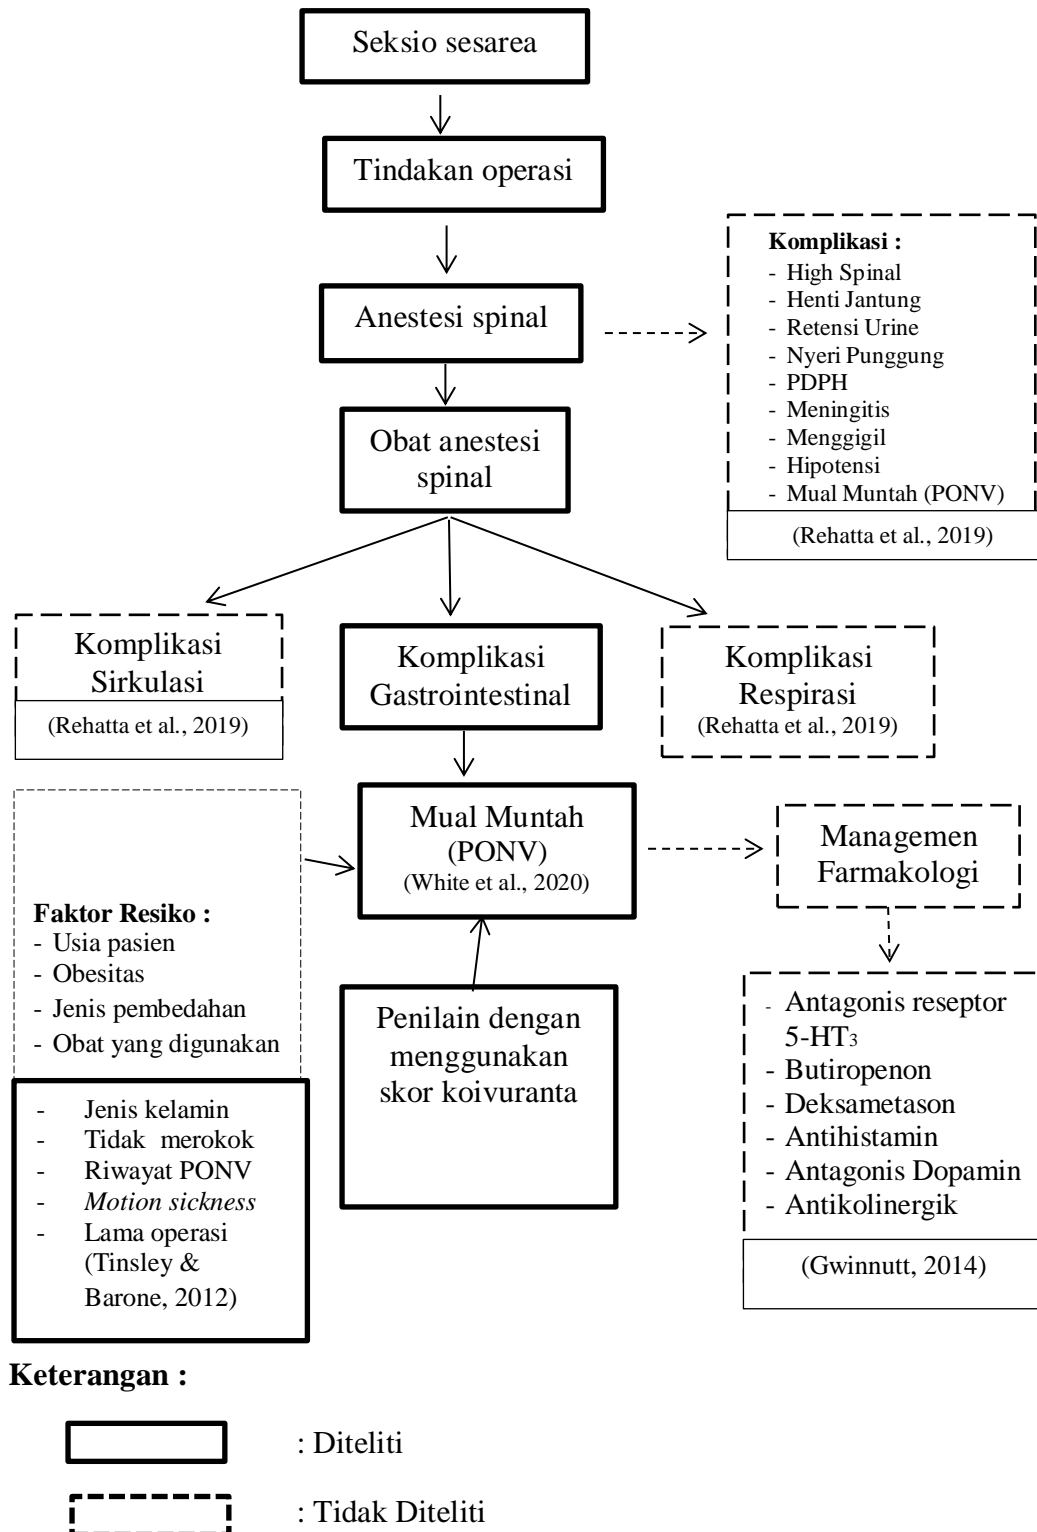 Seksio sesarea
Tindakan operasi
Anestesi spinal
Komplikasi :
- High Spinal
- Henti Jantung
- Retensi Urine
- Nyeri Punggung
- PDPH
- Meningitis
- Menggigil
- Hipotensi
- Mual Muntah (PONV)
(Rehatta et al., 2019)
Obat anestesi
spinal
Komplikasi
Sirkulasi
(Rehatta et al., 2019)
Komplikasi
Gastrointestinal
Komplikasi
Respirasi
(Rehatta et al., 2019)
Mual Muntah
(PONV)
(White et al., 2020)
Managemen
Farmakologi
Faktor Resiko :
- Usia pasien
- Obesitas
- Jenis pembedahan
- Obat yang digunakan
- Jenis kelamin
- Tidak merokok
- Riwayat PONV
- Motion sickness
- Lama operasi
(Tinsley &
Barone, 2012)
Penilain dengan
menggunakan
skor koivuranta
- Antagonis reseptor
5-HT3
- Butiropenon
- Deksametason
- Antihistamin
- Antagonis Dopamin
- Antikolinergik
(Gwinnutt, 2014)
Keterangan :
: Diteliti
: Tidak Diteliti